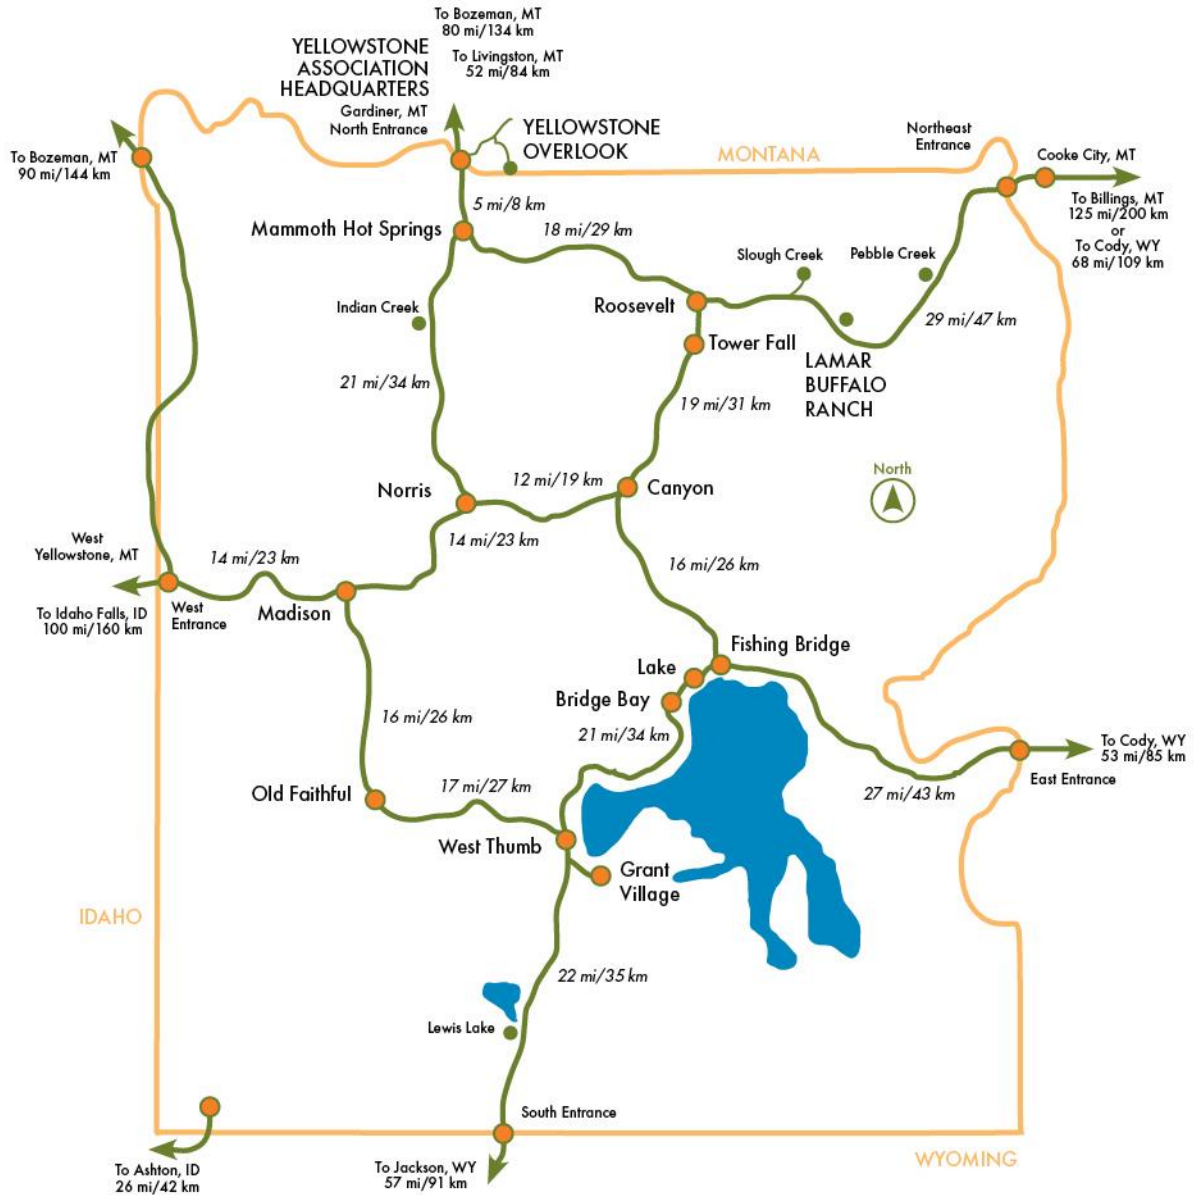 To Bozeman, MT
80 mi/134 km
To Livingston, MT
52 mi/84 km
YELLOWSTONE
ASSOCIATION
HEADQUARTERS
Gardiner, MT
North Entrance
YELLOWSTONE
OVERLOOK
MONTANA
Northeast
Entrance
Cooke City, MT
To Billings, MT
125 mi/200 km
or
To Cody, WY
68 mi/109 km
To Bozeman, MT
90 mi/144 km
5 mi/8 km
Mammoth Hot Springs
18 mi/29 km
Slough Creek
Pebble Creek
Indian Creek
Roosevelt
29 mi/47 km
Tower Fall
LAMAR
BUFFALO
RANCH
21 mi/34 km
19 mi/31 km
North
12 mi/19 km
Norris
Canyon
West
Yellowstone, MT
14 mi/23 km
14 mi/23 km
16 mi/26 km
To Idaho Falls, ID
100 mi/160 km
West
Entrance
Madison
Fishing Bridge
Lake
Bridge Bay
16 mi/26 km
21 mi/34 km
To Cody, WY
53 mi/85 km
East Entrance
27 mi/43 km
Old Faithful
17 mi/27 km
West Thumb
Grant
Village
IDAHO
22 mi/35 km
Lewis Lake
South Entrance
WYOMING
To Ashton, ID
26 mi/42 km
To Jackson, WY
57 mi/91 km